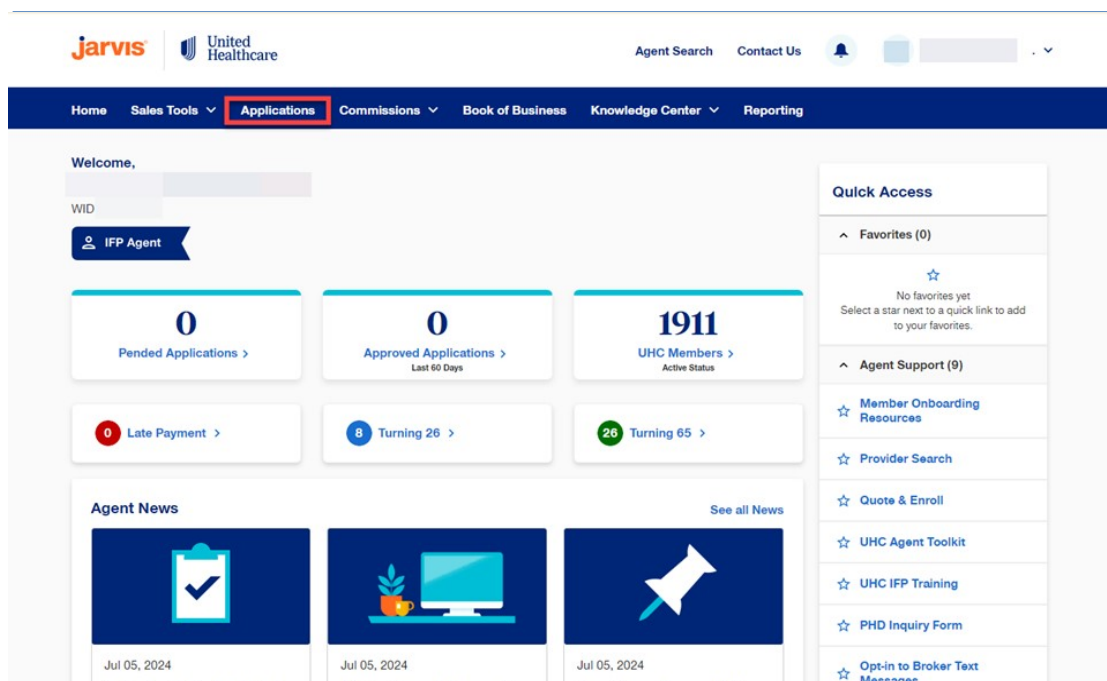 jarvis
United
Healthcare
Agent Search
Contact Us
Home
Sales Tools
Applications
Commissions
Book of Business
Knowledge Center
Reporting
Welcome,
WID
IFP Agent
0
Pended Applications >
0
Approved Applications >
Last 60 Days
1911
UHC Members >
Active Status
0 Late Payment >
8 Turning 26 >
26 Turning 65 >
Agent News
See all News
Jul 05, 2024
Jul 05, 2024
Jul 05, 2024
Quick Access
Favorites (0)
No favorites yet
Select a star next to a quick link to add
to your favorites.
Agent Support (9)
Member Onboarding
Resources
Provider Search
Quote & Enroll
UHC Agent Toolkit
UHC IFP Training
PHD Inquiry Form
Opt-in to Broker Text
Messages